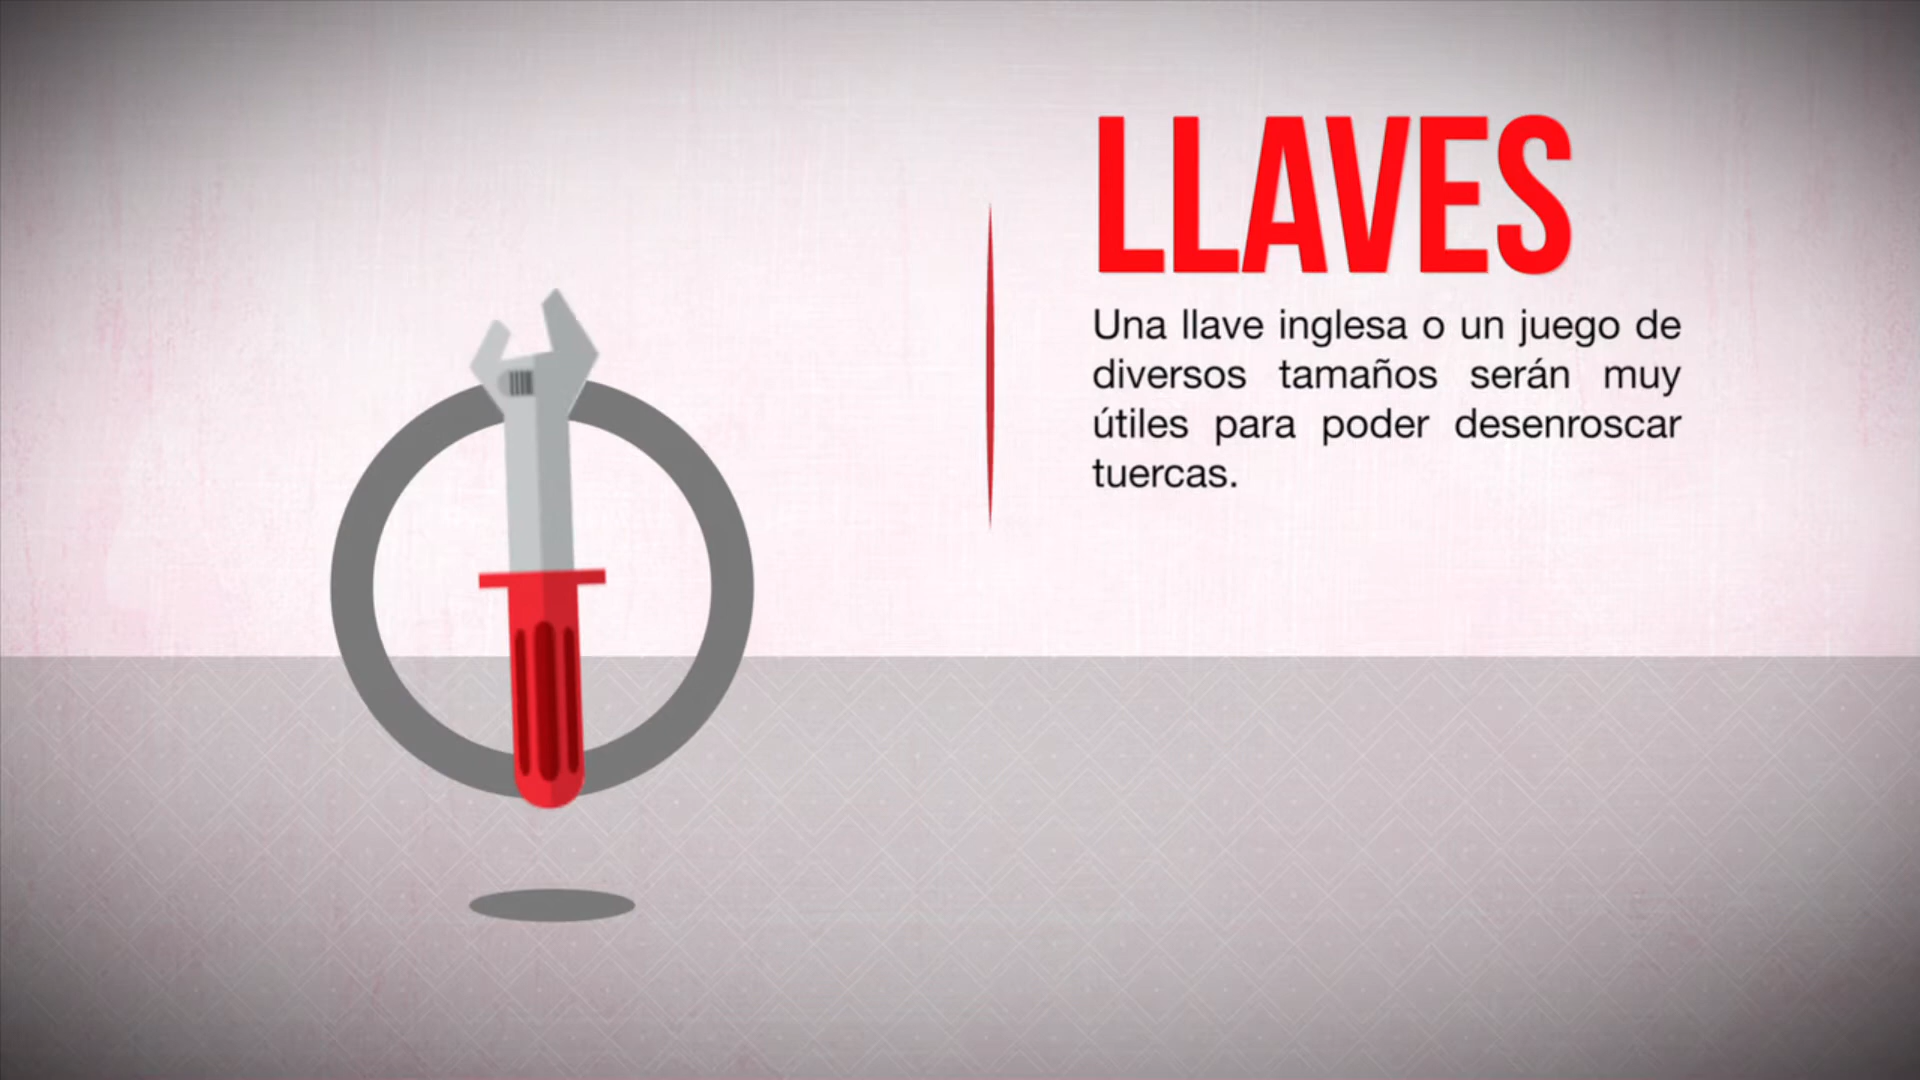 LLAVES
Una llave inglesa o un juego de
diversos tamaños serán muy
útiles para poder desenroscar
tuercas.